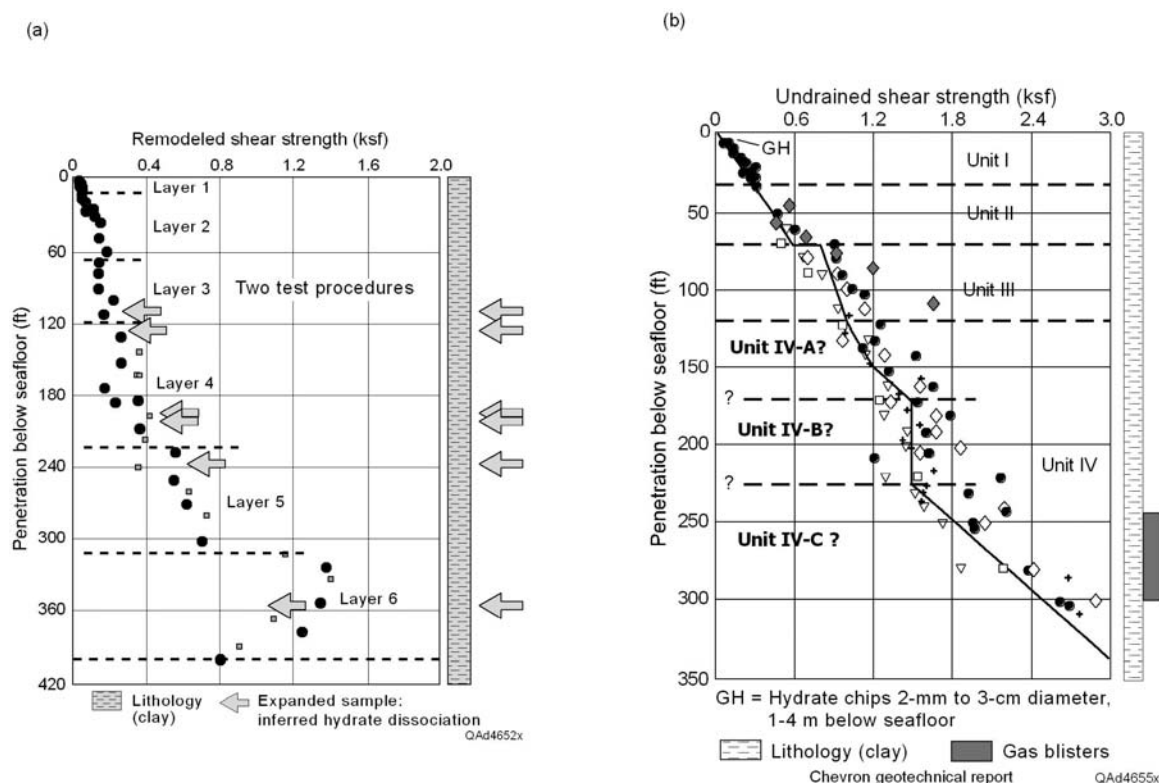 (a)
Remodeled shear strength (ksf)
0 0.4 0.8 1.2 1.6 2.0
Penetration below seafloor (ft)
0
60
120
180
240
300
360
420
Layer 1
Layer 2
Layer 3
Two test procedures
Layer 4
Layer 5
Layer 6
Lithology
(clay)
Expanded sample:
inferred hydrate dissociation
QAd4652x
(b)
Undrained shear strength (ksf)
0 0.6 1.2 1.8 2.4 3.0
Penetration below seafloor (ft)
0
50
100
150
200
250
300
350
GH
Unit I
Unit II
Unit III
Unit IV-A?
?
Unit IV-B?
Unit IV
?
Unit IV-C ?
GH = Hydrate chips 2-mm to 3-cm diameter,
1-4 m below seafloor
Lithology (clay) Gas blisters
Chevron geotechnical report
QAd4655x